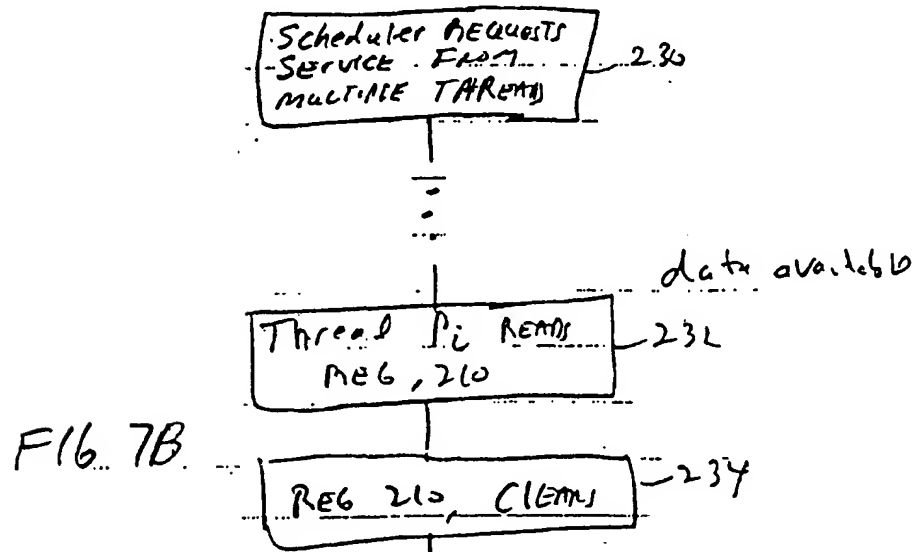 Scheduler REQUESTS
SERVICE FROM
MULTIPLE THREADS
230
data available
Thread Pi READS
REG, 210
232
FIG. 7B
REG 210, CLEARS
234